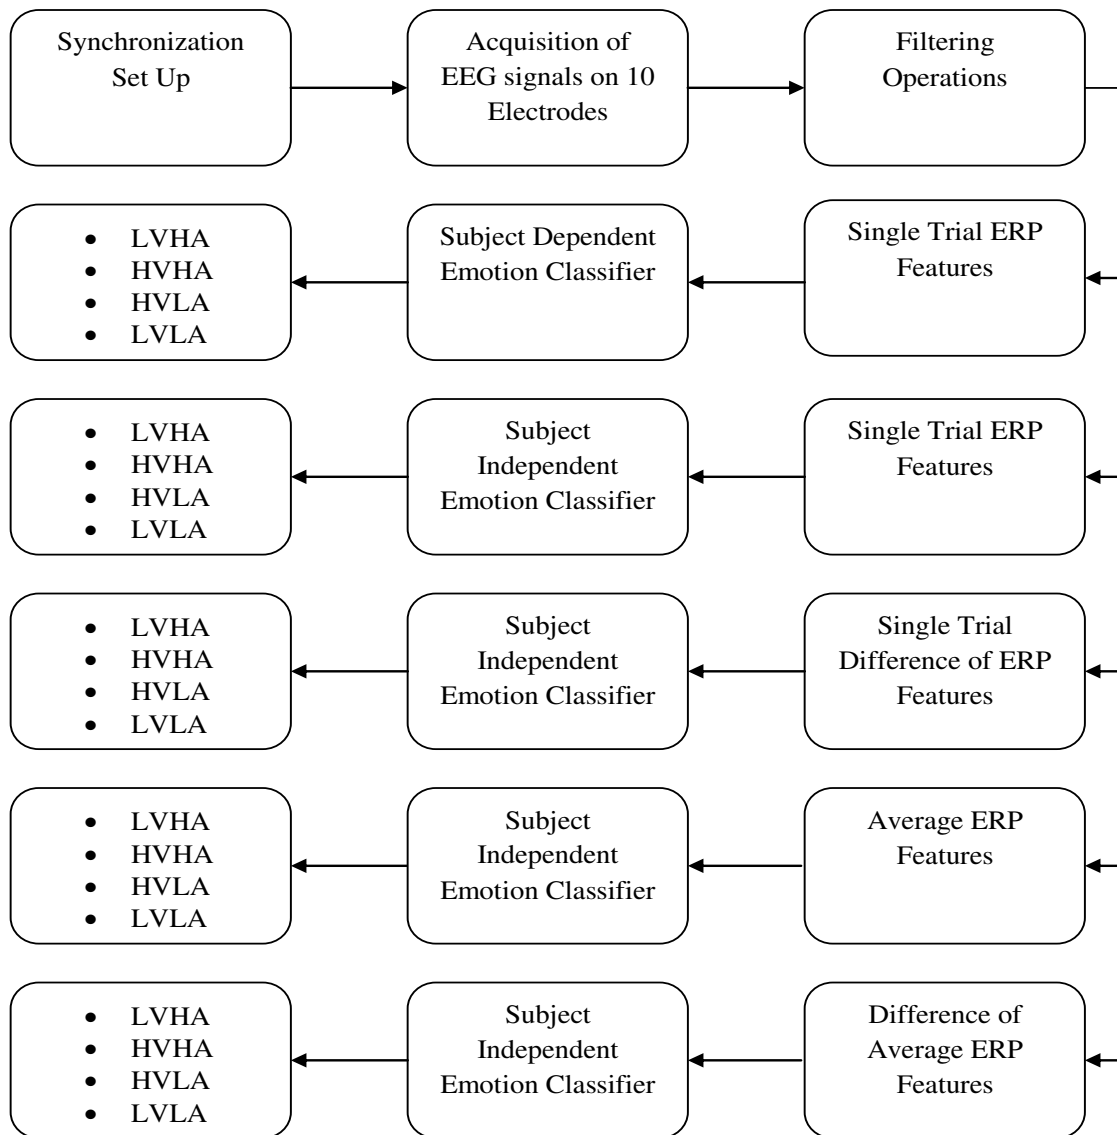 Synchronization
Set Up
Acquisition of
EEG signals on 10
Electrodes
Filtering
Operations
• LVHA
• HVHA
• HVLA
• LVLA
Subject Dependent
Emotion Classifier
Single Trial ERP
Features
• LVHA
• HVHA
• HVLA
• LVLA
Subject
Independent
Emotion Classifier
Single Trial ERP
Features
• LVHA
• HVHA
• HVLA
• LVLA
Subject
Independent
Emotion Classifier
Single Trial
Difference of ERP
Features
• LVHA
• HVHA
• HVLA
• LVLA
Subject
Independent
Emotion Classifier
Average ERP
Features
• LVHA
• HVHA
• HVLA
• LVLA
Subject
Independent
Emotion Classifier
Difference of
Average ERP
Features